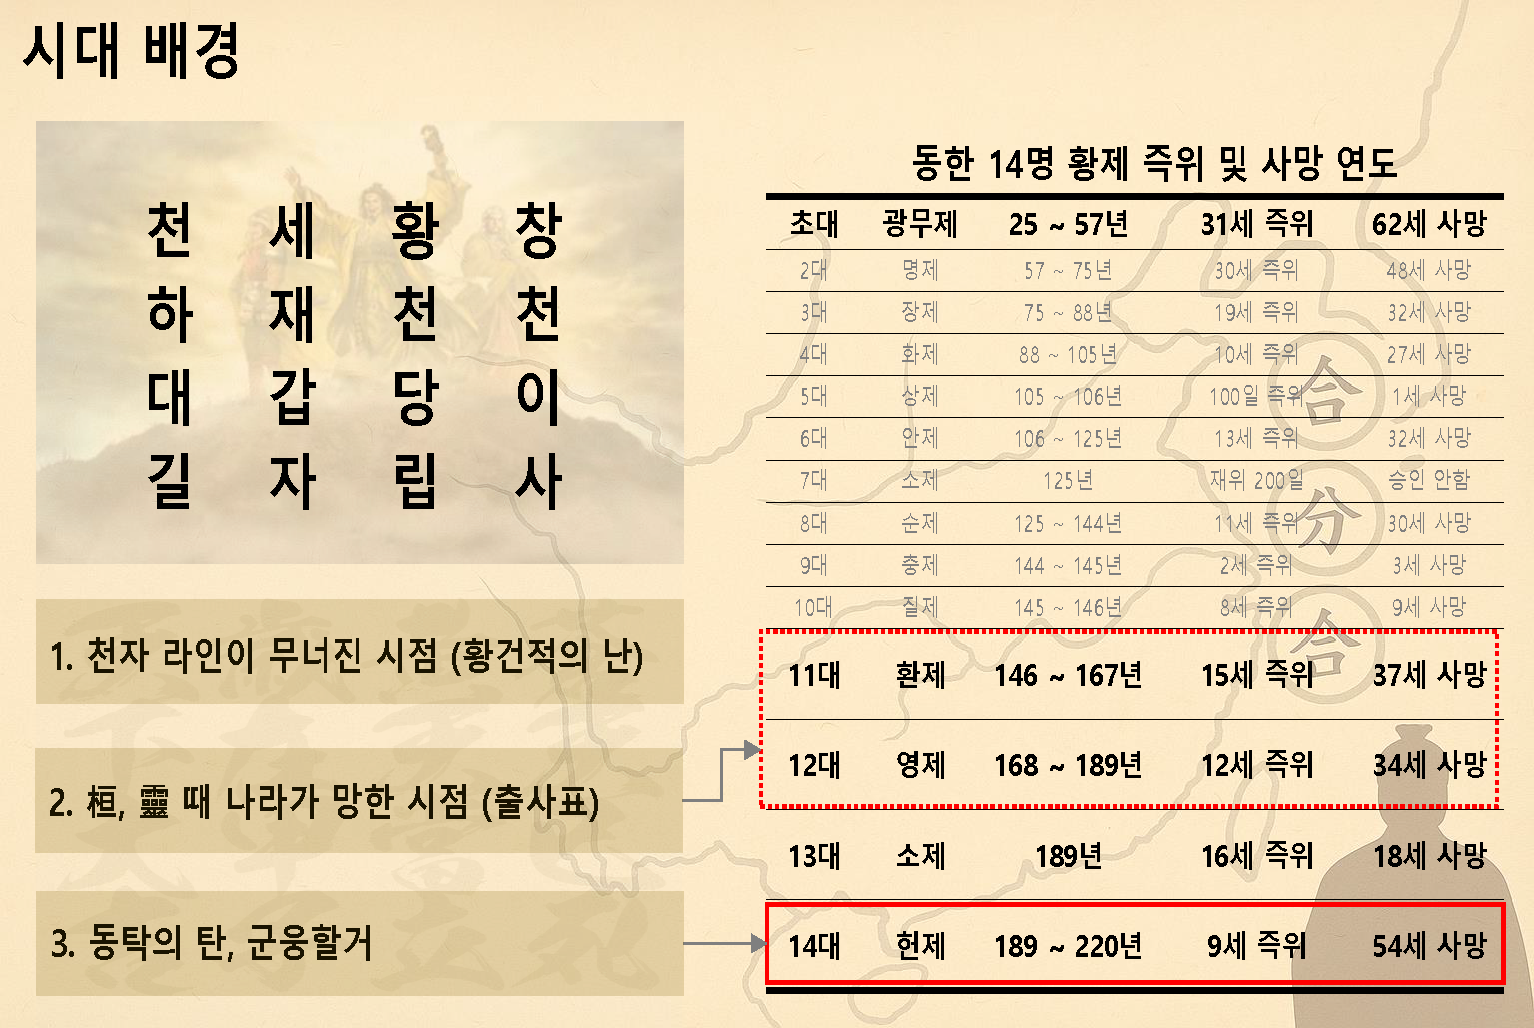 시대 배경
천 세 황 창
하 재 천 천
대 갑 당 이
길 자 립 사
1. 천자 라인이 무너진 시점 (황건적의 난)
2. 桓, 靈 때 나라가 망한 시점 (출사표)
3. 동탁의 탄, 군웅할거
동한 14명 황제 즉위 및 사망 연도
초대 광무제 25 ~ 57년 31세 즉위 62세 사망
2대 명제 57 ~ 75년 30세 즉위 48세 사망
3대 장제 75 ~ 88년 19세 즉위 32세 사망
4대 화제 88 ~ 105년 10세 즉위 27세 사망
5대 상제 105 ~ 106년 100일 즉위 1세 사망
6대 안제 106 ~ 125년 13세 즉위 32세 사망
7대 소제 125년 재위 200일 승인 안함
8대 순제 125 ~ 144년 11세 즉위 30세 사망
9대 충제 144 ~ 145년 2세 즉위 3세 사망
10대 질제 145 ~ 146년 8세 즉위 9세 사망
11대 환제 146 ~ 167년 15세 즉위 37세 사망
12대 영제 168 ~ 189년 12세 즉위 34세 사망
13대 소제 189년 16세 즉위 18세 사망
14대 헌제 189 ~ 220년 9세 즉위 54세 사망
合
分
合